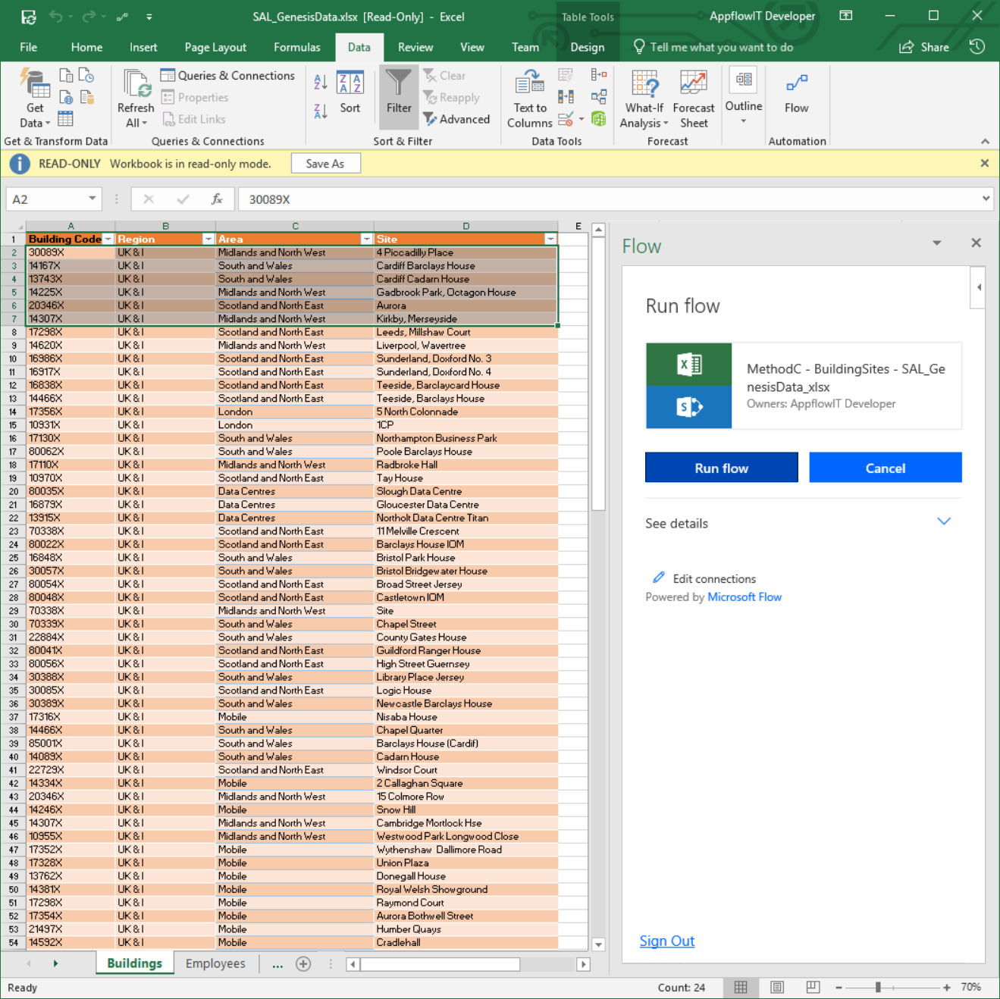 SAL_GenesisData.xlsx [Read-Only] - Excel
Table Tools
AppflowIT Developer
File Home Insert Page Layout Formulas Data Review View Team Design Tell me what you want to do Share
Get Data
Get & Transform Data
Refresh All
Queries & Connections
Properties
Edit Links
Queries & Connections
Sort
Filter
Clear
Reapply
Advanced
Sort & Filter
Text to Columns
Data Tools
What-If Analysis
Forecast Sheet
Forecast
Outline
Flow
Automation
READ-ONLY Workbook is in read-only mode. Save As
A2 fx 30089X
A B C D E
1 Building Code Region Area Site
2 30089X UK & I Midlands and North West 4 Piccadilly Place
3 14167X UK & I South and Wales Cardiff Barclays House
4 13743X UK & I South and Wales Cardiff Cadarn House
5 14225X UK & I Midlands and North West Gadbrook Park, Octagon House
6 20346X UK & I Scotland and North East Aurora
7 14307X UK & I Midlands and North West Kirkby, Merseyside
8 17298X UK & I Scotland and North East Leeds, Millshaw Court
9 14620X UK & I Midlands and North West Liverpool, Wavertree
10 16986X UK & I Scotland and North East Sunderland, Doxford No. 3
11 16917X UK & I Scotland and North East Sunderland, Doxford No. 4
12 16838X UK & I Scotland and North East Teeside, Barclaycard House
13 14466X UK & I Scotland and North East Teeside, Barclays House
14 17356X UK & I London 5 North Colonnade
15 10931X UK & I London 1CP
16 17130X UK & I South and Wales Northampton Business Park
17 80062X UK & I South and Wales Poole Barclays House
18 17110X UK & I Midlands and North West Radbroke Hall
19 10970X UK & I Scotland and North East Tay House
20 80035X UK & I Data Centres Slough Data Centre
21 16879X UK & I Data Centres Gloucester Data Centre
22 13915X UK & I Data Centres Northolt Data Centre Titan
23 70338X UK & I Scotland and North East 11 Melville Crescent
24 80022X UK & I Scotland and North East Barclays House IOM
25 16848X UK & I South and Wales Bristol Park House
26 30057X UK & I South and Wales Bristol Bridgewater House
27 80054X UK & I Scotland and North East Broad Street Jersey
28 80048X UK & I Scotland and North East Castletown IOM
29 70338X UK & I Midlands and North West Site
30 70339X UK & I South and Wales Chapel Street
31 22884X UK & I South and Wales County Gates House
32 80041X UK & I Scotland and North East Guildford Ranger House
33 80056X UK & I Scotland and North East High Street Guernsey
34 30388X UK & I South and Wales Library Place Jersey
35 30085X UK & I Scotland and North East Logic House
36 30389X UK & I South and Wales Newcastle Barclays House
37 17316X UK & I Mobile Nisaba House
38 14466X UK & I South and Wales Chapel Quarter
39 85001X UK & I South and Wales Barclays House (Cardif)
40 14089X UK & I South and Wales Cadarn House
41 22729X UK & I Scotland and North East Windsor Court
42 14334X UK & I Mobile 2 Callaghan Square
43 20346X UK & I Midlands and North West 15 Colmore Row
44 14246X UK & I Mobile Snow Hill
45 14307X UK & I Midlands and North West Cambridge Mortlock Hse
46 10955X UK & I Midlands and North West Westwood Park Longwood Close
47 17352X UK & I Mobile Wythenshaw Dallimore Road
48 17328X UK & I Mobile Union Plaza
49 13762X UK & I Mobile Donegall House
50 14381X UK & I Mobile Royal Welsh Showground
51 17298X UK & I Mobile Raymond Court
52 17354X UK & I Mobile Aurora Bothwell Street
53 21497X UK & I Mobile Humber Quays
54 14592X UK & I Mobile Cradlehall
Flow
Run flow
MethodC - BuildingSites - SAL_Ge
nesisData_xlsx
Owners: AppflowIT Developer
Run flow Cancel
See details
Edit connections
Powered by Microsoft Flow
Sign Out
Buildings Employees ...
Ready Count: 24 70%